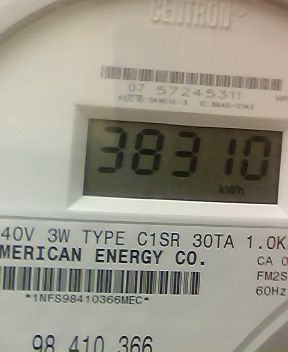 CENTRON®
07 57245311
38310
kWh
40V 3W TYPE C1SR 30TA 1.0K
MERICAN ENERGY CO.
CA 0
FM2S
60Hz
*1NFS98410366MEC*
98 410 366